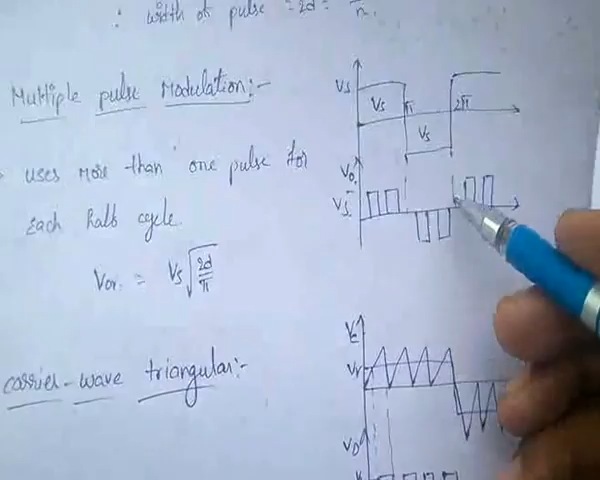 ∴ width of pulse = 2d =
n.
Multiple pulse Modulation:-
uses more than one pulse for
Each half cycle.
Vor. = Vs√2d/π
carrier-wave triangular:-
Vs
Vs
π
2π
Vs
Vo
Vs
Vc
Vr
Vo